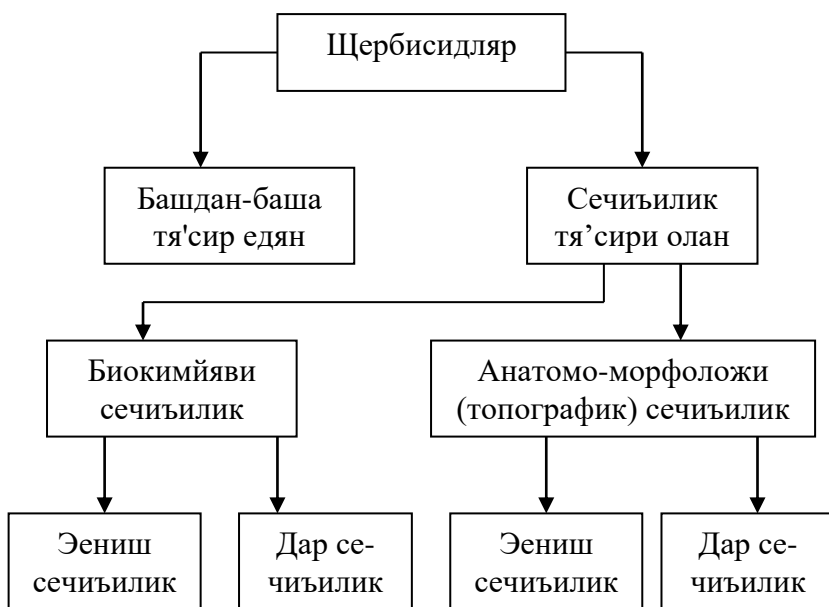 Щербисидляр
Башдан-баша
тя'сир едян
Сечиъилик
тя’сири олан
Биокимйяви
сечиъилик
Анатомо-морфоложи
(топографик) сечиъилик
Эениш
сечиъилик
Дар се-
чиъилик
Эениш
сечиъилик
Дар се-
чиъилик